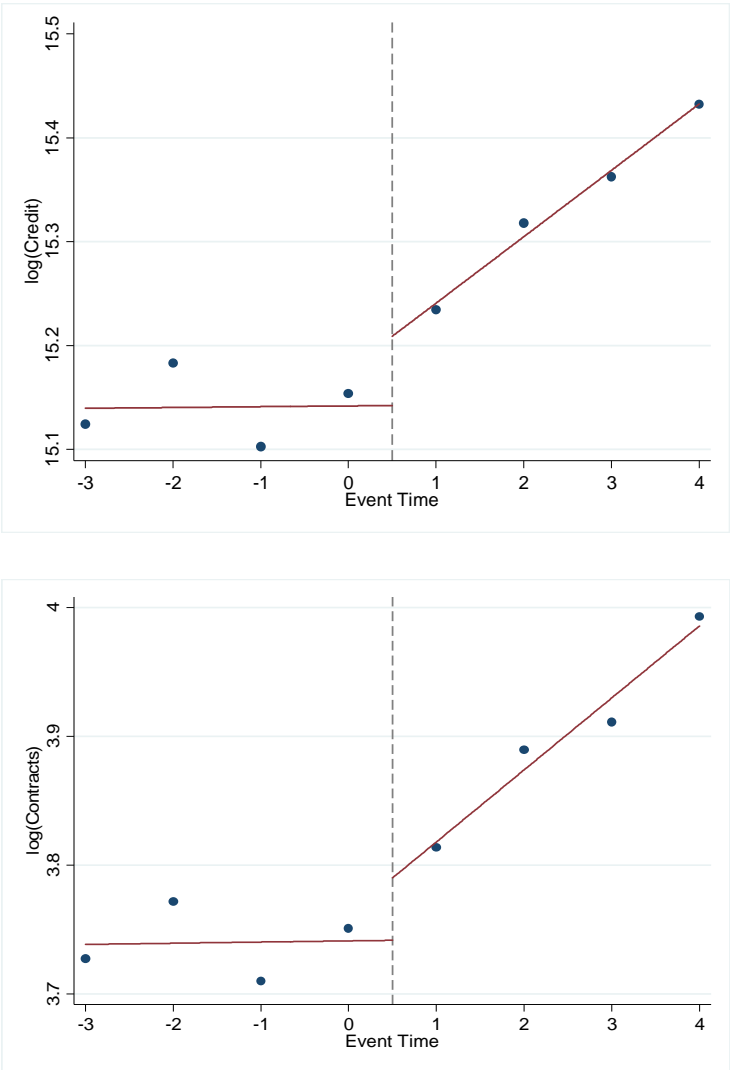 15.5
15.4
15.3
15.2
15.1
log(Credit)
-3 -2 -1 0 1 2 3 4
Event Time
4
3.9
3.8
3.7
log(Contracts)
-3 -2 -1 0 1 2 3 4
Event Time